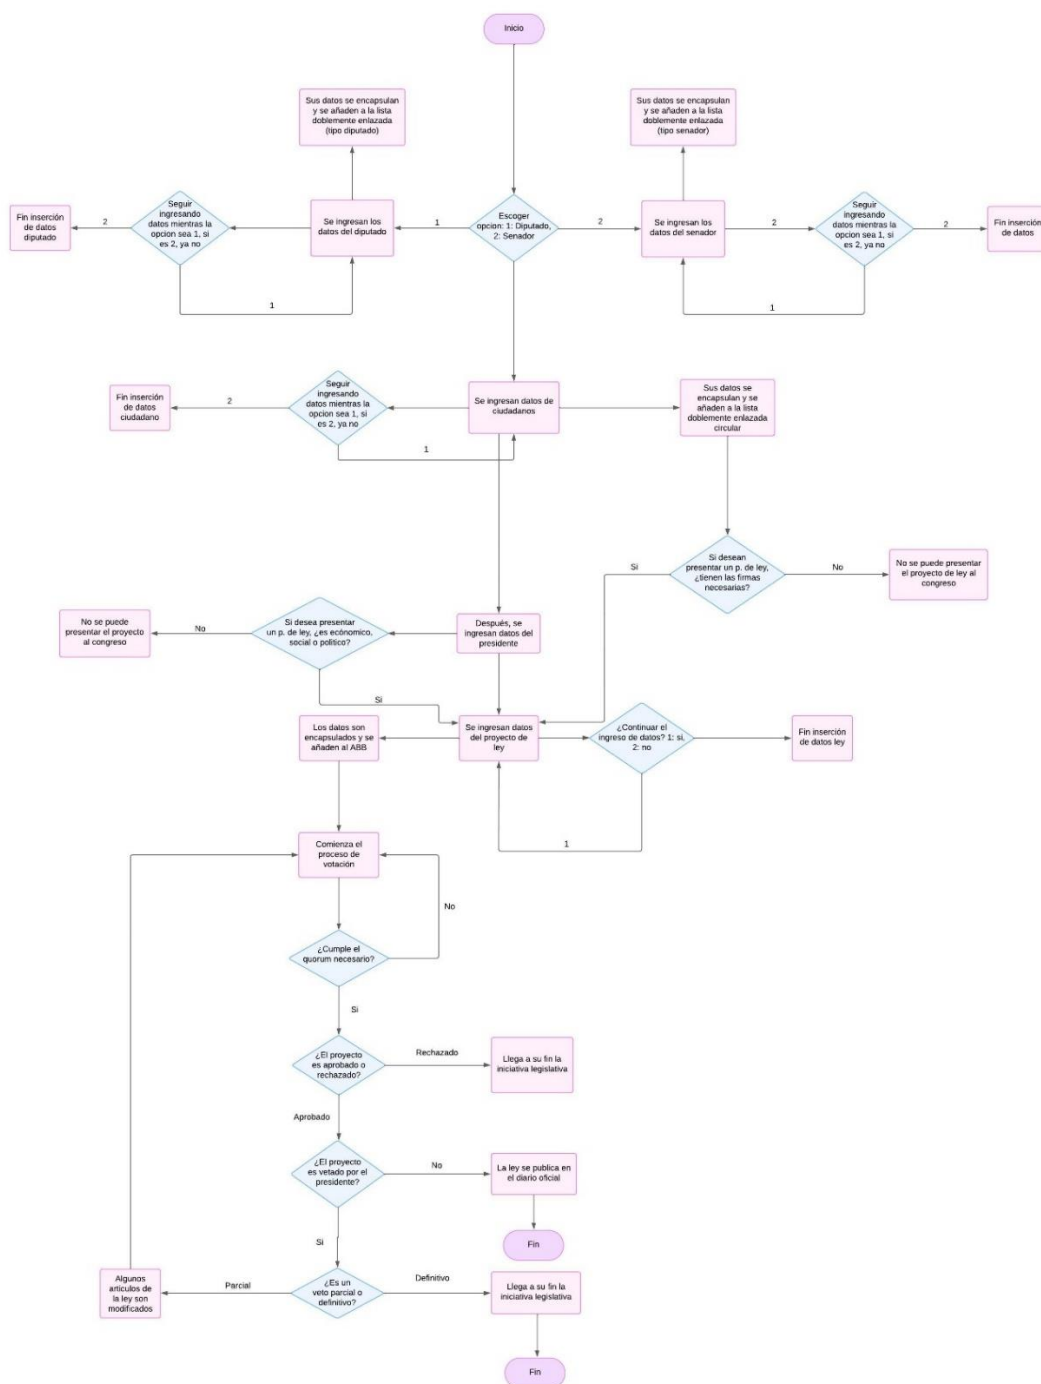 Inicio
Sus datos se encapsulan
y se añaden a la lista
doblemente enlazada
(tipo diputado)
Sus datos se encapsulan
y se añaden a la lista
doblemente enlazada
(tipo senador)
Fin inserción
de datos
diputado
2
Seguir
ingresando
datos mientras la
opcion sea 1, si
es 2, ya no
Se ingresan los
datos del diputado
1
Escoger
opcion: 1: Diputado,
2: Senador
2
Se ingresan los
datos del senador
2
Seguir
ingresando
datos mientras la
opcion sea 1, si
es 2, ya no
2
Fin inserción
de datos
1
1
Fin inserción
de datos
ciudadano
2
Seguir
ingresando
datos mientras la
opcion sea 1, si
es 2, ya no
Se ingresan datos de
ciudadanos
Sus datos se
encapsulan y se
añaden a la lista
doblemente enlazada
circular
1
Si desean
presentar un p. de ley,
¿tienen las firmas
necesarias?
Si
No
No se puede presentar
el proyecto de ley al
congreso
No se puede
presentar el proyecto
al congreso
No
Si desea presentar
un p. de ley, ¿es ecónomico,
social o politico?
Después, se
ingresan datos del
presidente
Si
Los datos son
encapsulados y se
añaden al ABB
Se ingresan datos
del proyecto de
ley
¿Continuar el
ingreso de datos? 1: si,
2: no
Fin inserción
de datos ley
1
Comienza el
proceso de
votación
No
¿Cumple el
quorum necesario?
Si
¿El proyecto
es aprobado o
rechazado?
Rechazado
Llega a su fin la
iniciativa legislativa
Aprobado
¿El proyecto
es vetado por el
presidente?
No
La ley se publica en
el diario oficial
Fin
Si
Algunos
articulos de
la ley son
modificados
Parcial
¿Es un
veto parcial o
definitivo?
Definitivo
Llega a su fin la
iniciativa legislativa
Fin